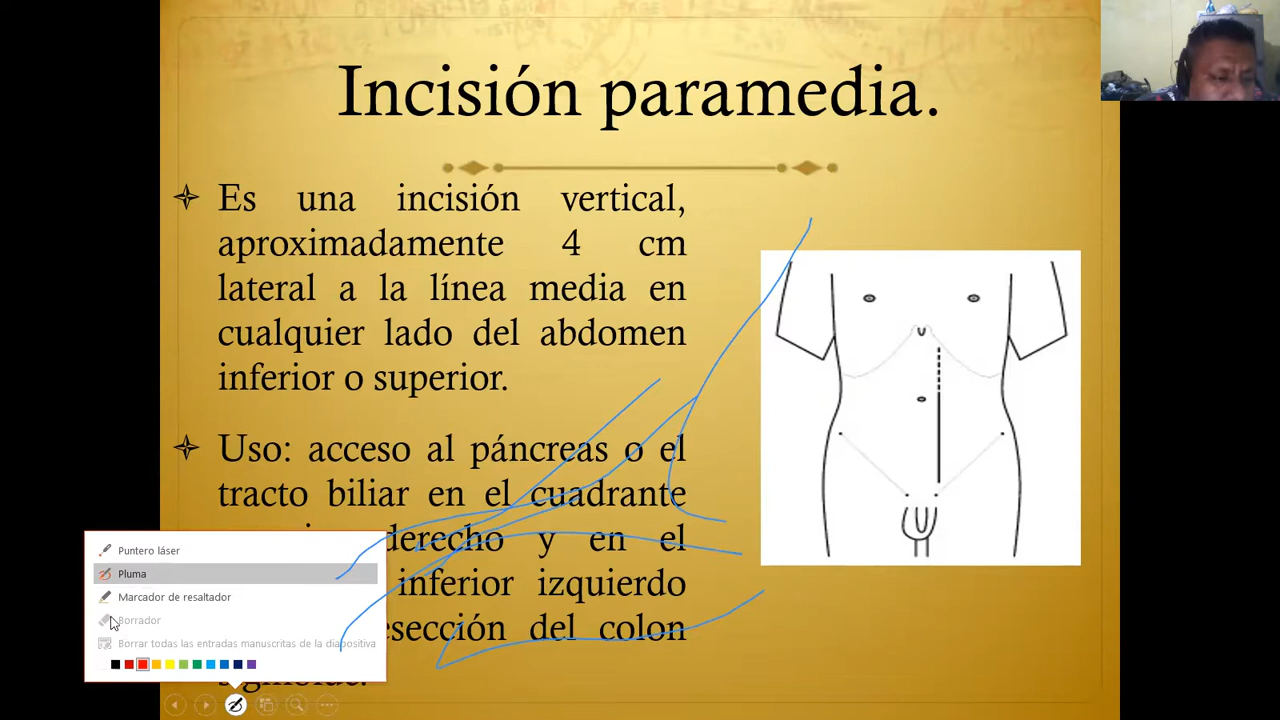 Incisión paramedia.
Es una incisión vertical,
aproximadamente 4 cm
lateral a la línea media en
cualquier lado del abdomen
inferior o superior.
Uso: acceso al páncreas o el
tracto biliar en el cuadrante
derecho y en el
inferior izquierdo
del colon
Puntero láser
Pluma
Marcador de resaltador
Borrador
Borrar todas las entradas manuscritas de la diapositiva